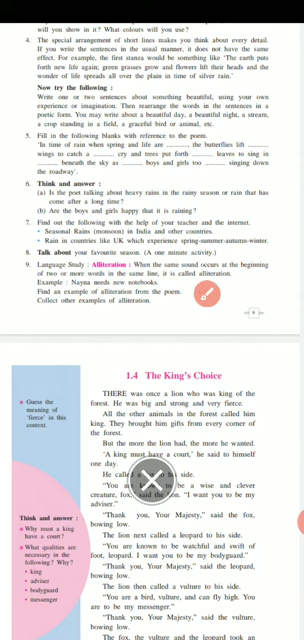 will you show in it? What colours will you use?
4. The special arrangement of short lines makes you think about every detail.
If you write the sentences in the usual manner, it does not have the same
effect. For example, the first stanza would be something like 'The earth puts
forth new life again; green grasses grow and flowers lift their heads and the
wonder of life spreads all over the plain in time of silver rain.'
Now try the following :
Write one or two sentences about something beautiful, using your own
experience or imagination. Then rearrange the words in the sentences in a
poetic form. You may write about a beautiful day, a beautiful night, a stream,
a crop standing in a field, a graceful bird or animal, etc.
5. Fill in the following blanks with reference to the poem.
'In time of rain when spring and life are .........., the butterflies lift ..........
wings to catch a .......... cry and trees put forth .......... leaves to sing in
.......... beneath the sky as .......... boys and girls too .......... singing down
the roadway'.
6. Think and answer :
(a) Is the poet talking about heavy rains in the rainy season or rain that has
come after a long time?
(b) Are the boys and girls happy that it is raining?
7. Find out the following with the help of your teacher and the internet.
• Seasonal Rains (monsoon) in India and other countries.
• Rain in countries like UK which experience spring-summer-autumn-winter.
8. Talk about your favourite season. (A one minute activity.)
9. Language Study : Alliteration : When the same sound occurs at the beginning
of two or more words in the same line, it is called alliteration.
Example : Nayna needs new notebooks.
Find an example of alliteration from the poem.
Collect other examples of alliteration.
9
1.4 The King's Choice
Guess the
meaning of
'fierce' in this
context.
Think and answer :
• Why must a king
have a court?
• What qualities are
necessary in the
following? Why?
• king
• adviser
• bodyguard
• messenger
THERE was once a lion who was king of the
forest. He was big and strong and very fierce.
All the other animals in the forest called him
king. They brought him gifts from every corner of
the forest.
But the more the lion had, the more he wanted.
'A king must have a court,' he said to himself
one day.
He called a to his side.
"You are to be a wise and clever
creature, fox," said the lion. "I want you to be my
adviser."
"Thank you, Your Majesty," said the fox,
bowing low.
The lion next called a leopard to his side.
"You are known to be watchful and swift of
foot, leopard. I want you to be my bodyguard."
"Thank you, Your Majesty," said the leopard,
bowing low.
The lion then called a vulture to his side.
"You are a bird, vulture, and can fly high. You
are to be my messenger."
"Thank you, Your Majesty," said the vulture,
bowing low.
The fox, the vulture and the leopard took an